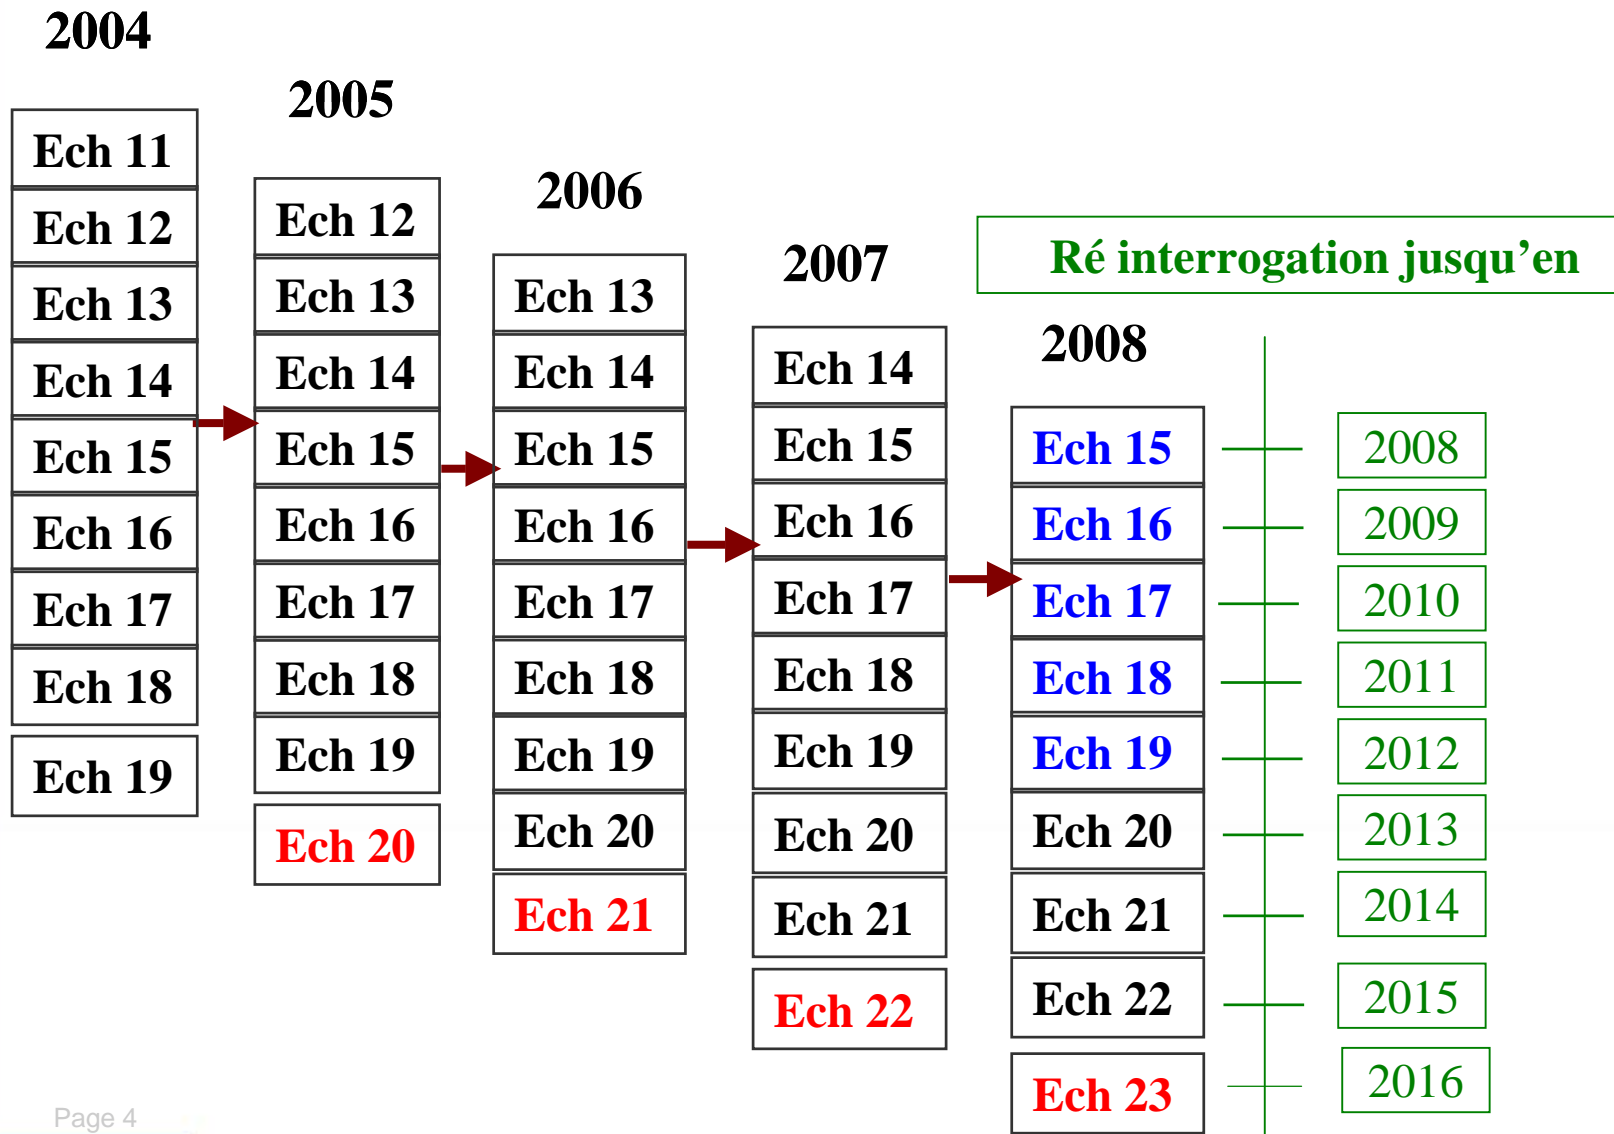 2004
Ech 11
Ech 12
Ech 13
Ech 14
Ech 15
Ech 16
Ech 17
Ech 18
Ech 19
2005
Ech 12
Ech 13
Ech 14
Ech 15
Ech 16
Ech 17
Ech 18
Ech 19
Ech 20
2006
Ech 13
Ech 14
Ech 15
Ech 16
Ech 17
Ech 18
Ech 19
Ech 20
Ech 21
2007
Ech 14
Ech 15
Ech 16
Ech 17
Ech 18
Ech 19
Ech 20
Ech 21
Ech 22
Ré interrogation jusqu’en
2008
Ech 15
Ech 16
Ech 17
Ech 18
Ech 19
Ech 20
Ech 21
Ech 22
Ech 23
2008
2009
2010
2011
2012
2013
2014
2015
2016
Page 4